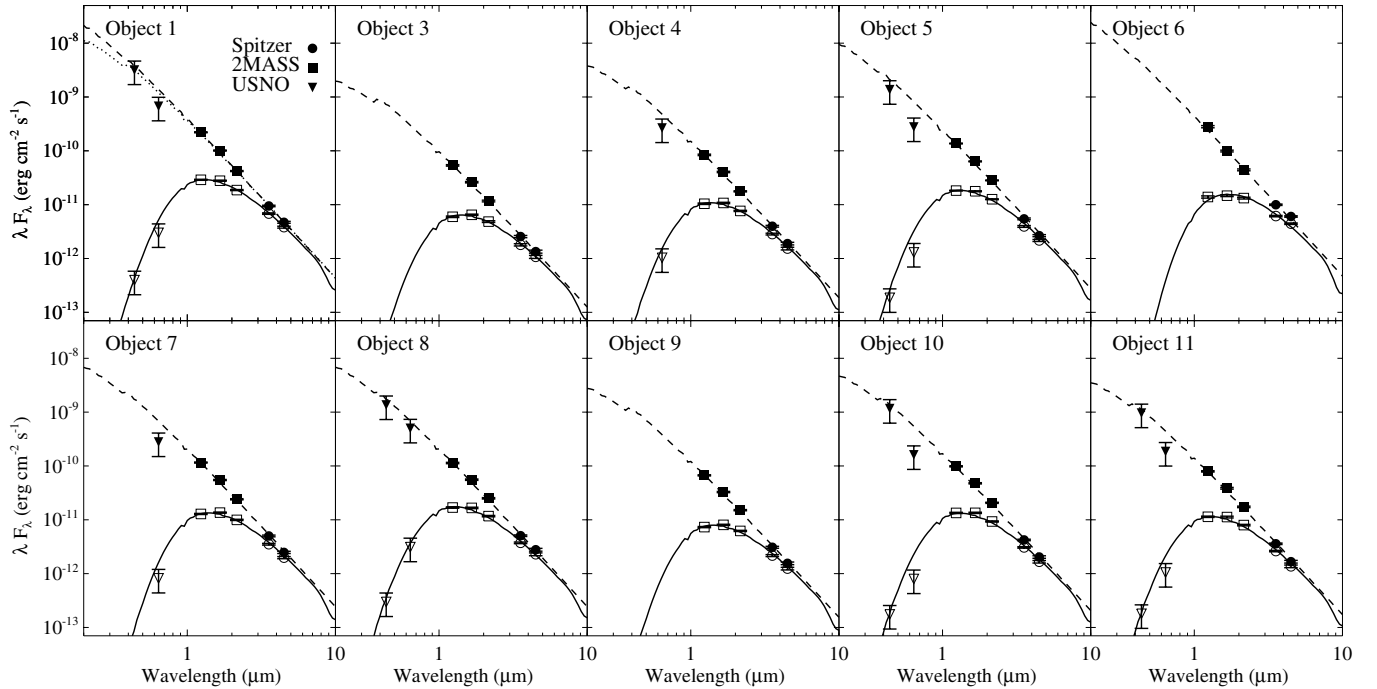 Object 1
Object 3
Object 4
Object 5
Object 6
Spitzer
2MASS
USNO
10⁻⁸
10⁻⁹
10⁻¹⁰
10⁻¹¹
10⁻¹²
10⁻¹³
λ Fλ (erg cm⁻² s⁻¹)
Object 7
Object 8
Object 9
Object 10
Object 11
10⁻⁸
10⁻⁹
10⁻¹⁰
10⁻¹¹
10⁻¹²
10⁻¹³
λ Fλ (erg cm⁻² s⁻¹)
1 10 1 10 1 10 1 10 1 10
Wavelength (μm) Wavelength (μm) Wavelength (μm) Wavelength (μm) Wavelength (μm)